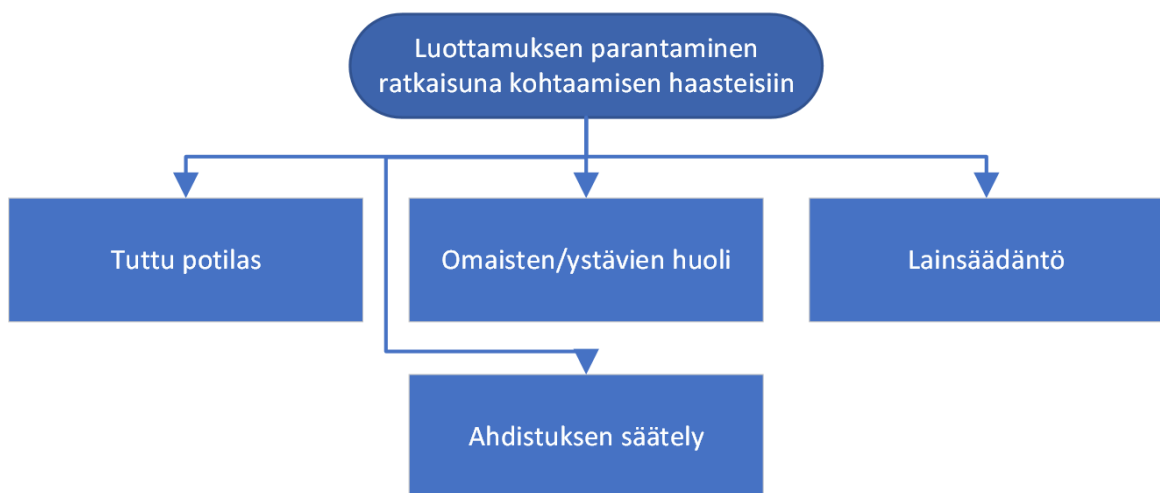 Luottamuksen parantaminen
ratkaisuna kohtaamisen haasteisiin
Tuttu potilas
Omaisten/ystävien huoli
Lainsäädäntö
Ahdistuksen säätely